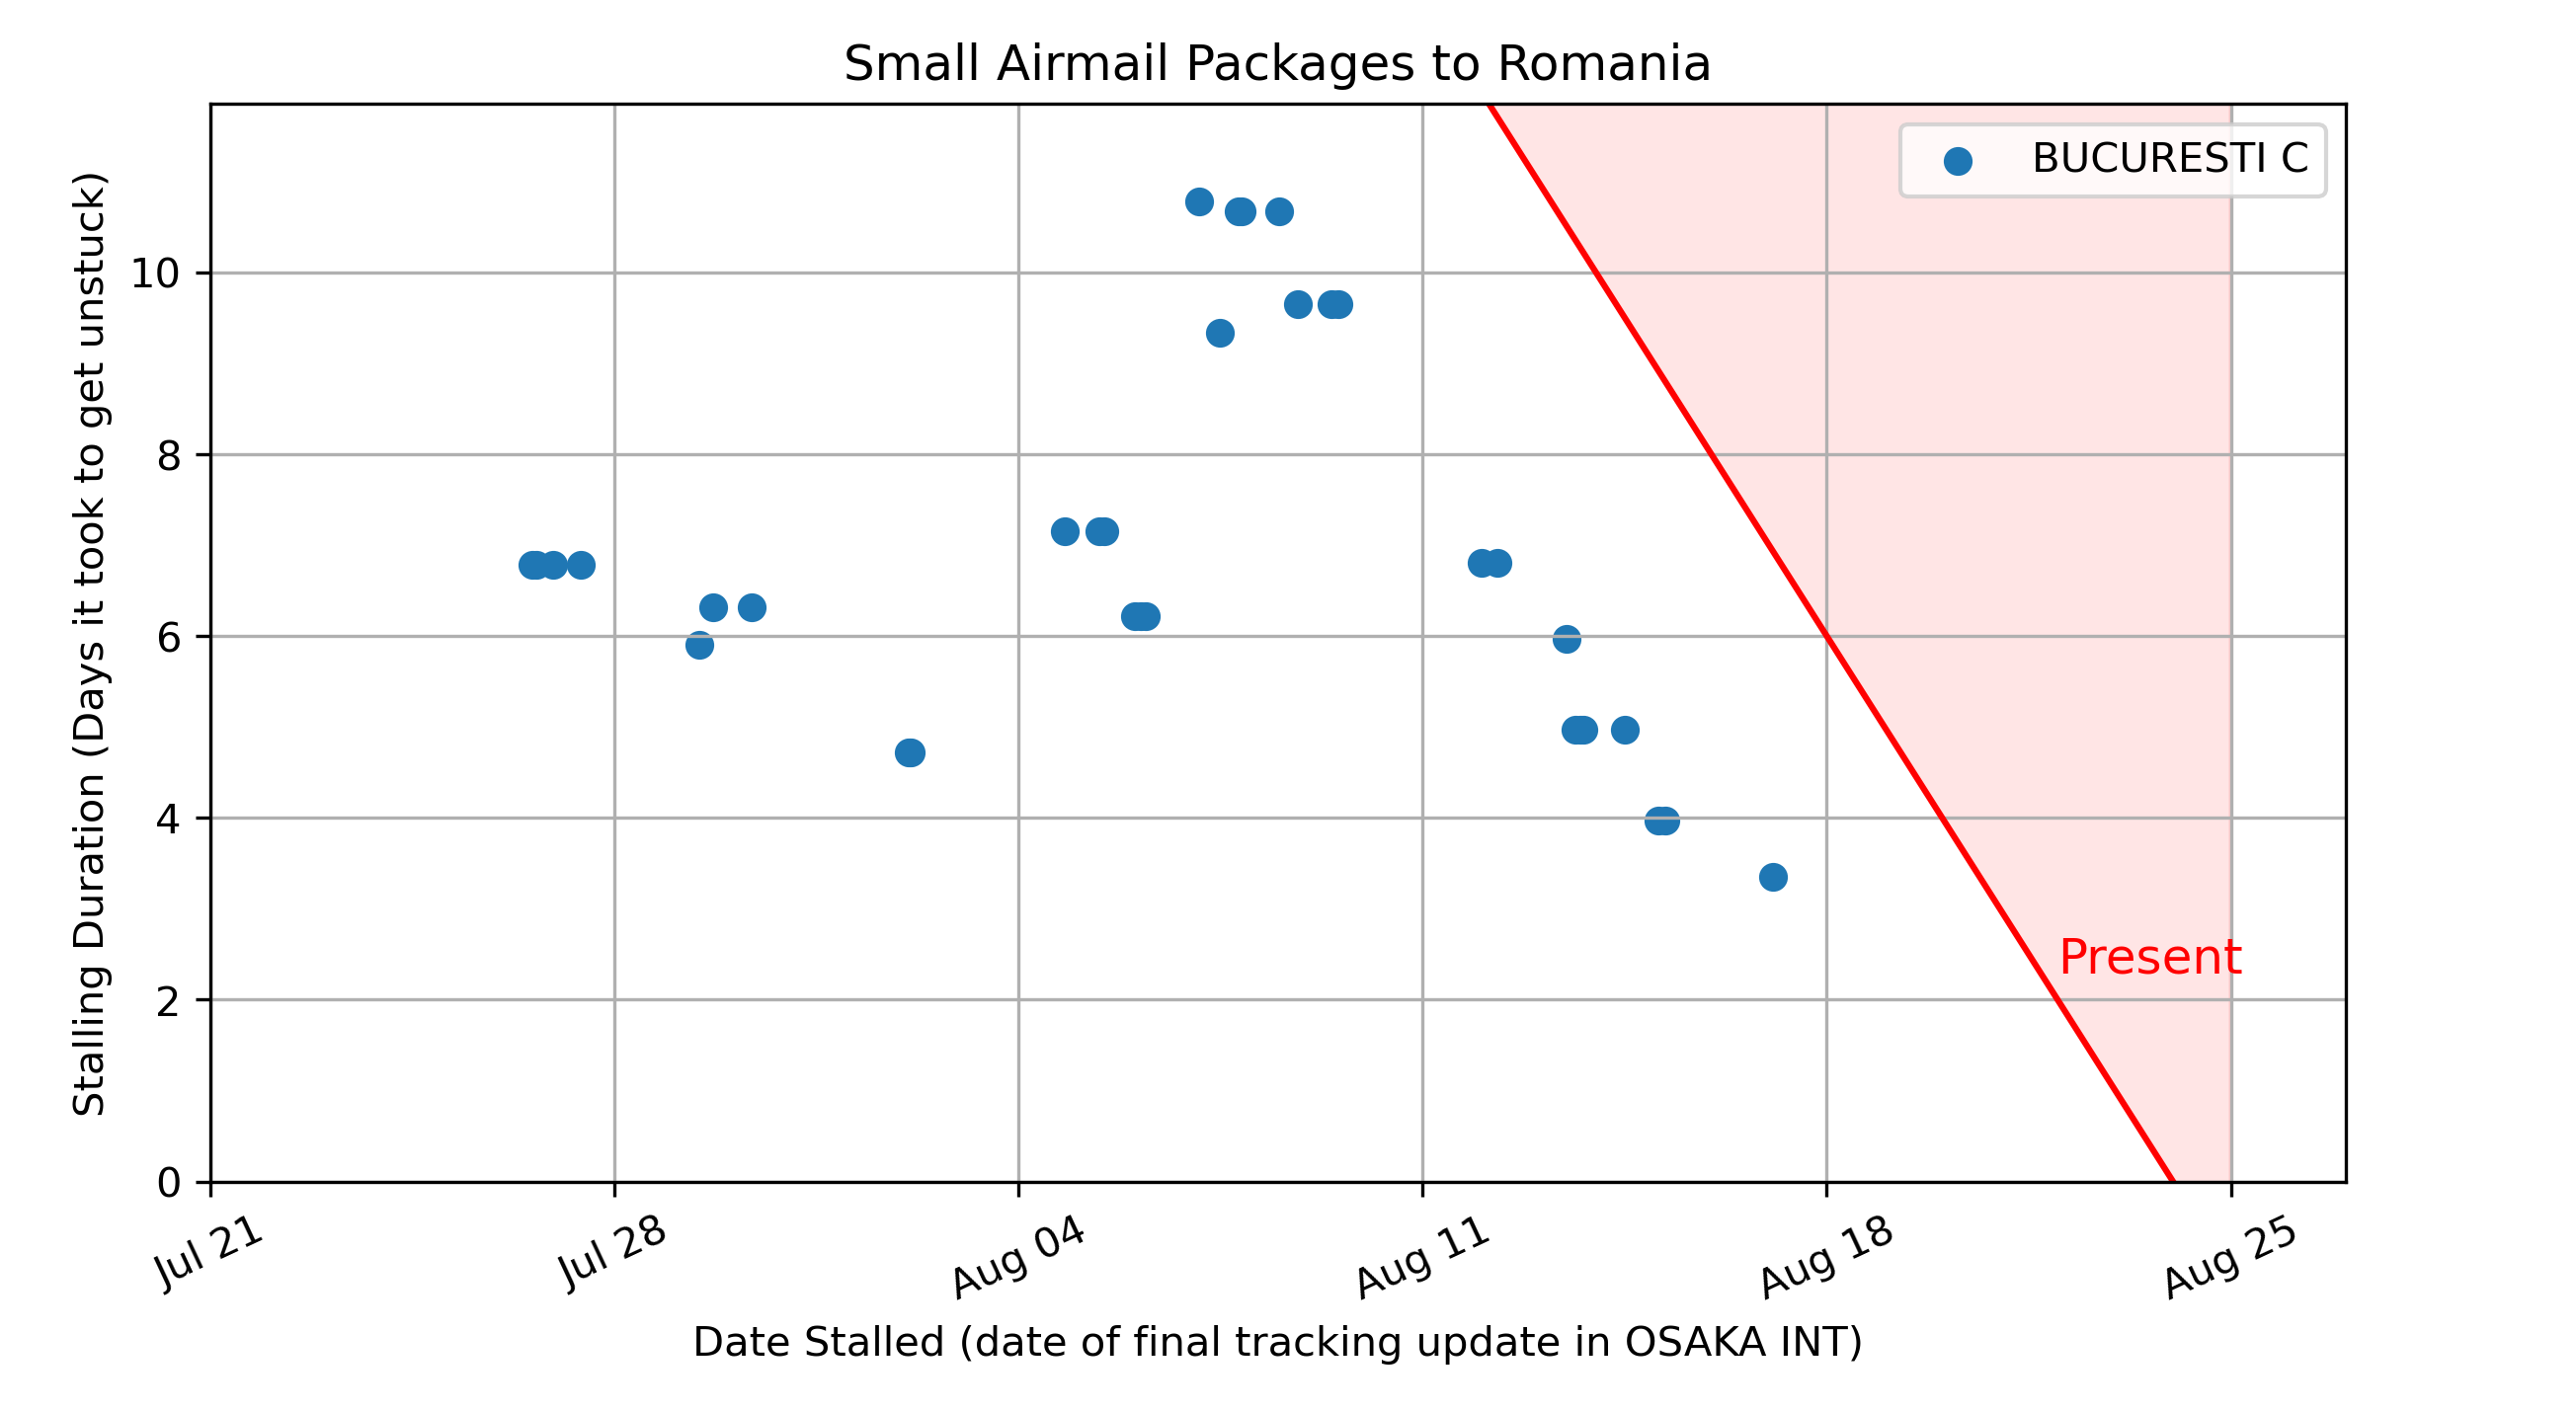 Small Airmail Packages to Romania
BUCURESTI C
Stalling Duration (Days it took to get unstuck)
10
8
6
4
2
0
Present
Jul 21
Jul 28
Aug 04
Aug 11
Aug 18
Aug 25
Date Stalled (date of final tracking update in OSAKA INT)